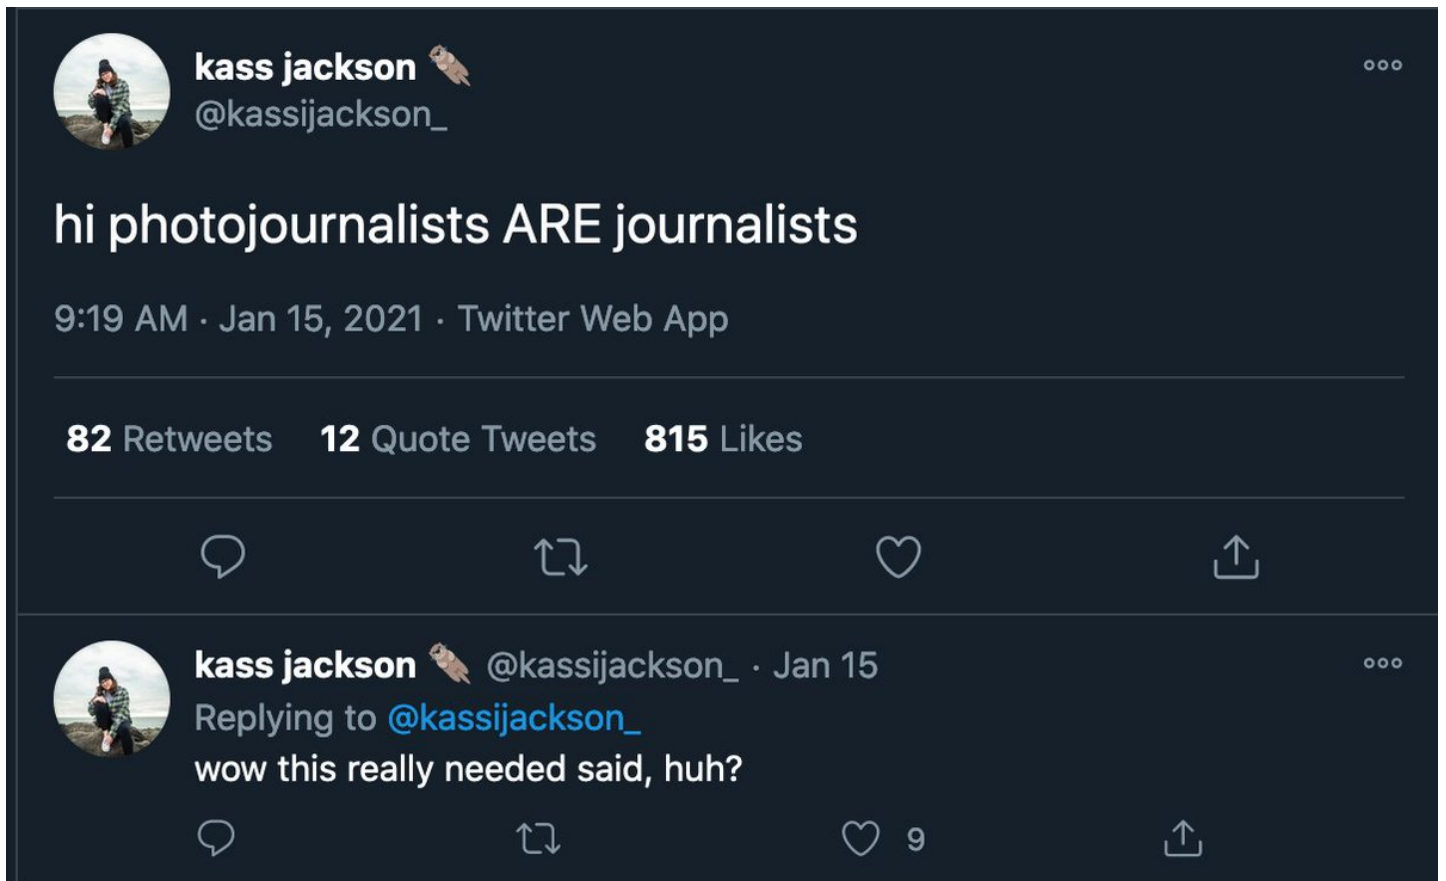 kass jackson 🦦
@kassijackson_
hi photojournalists ARE journalists
9:19 AM · Jan 15, 2021 · Twitter Web App
82 Retweets 12 Quote Tweets 815 Likes
kass jackson 🦦 @kassijackson_ · Jan 15
Replying to @kassijackson_
wow this really needed said, huh?
9